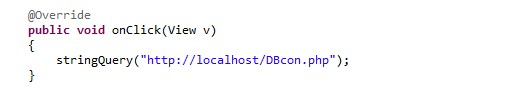 @Override
public void onClick(View v)
{
stringQuery("http://localhost/DBcon.php");
}